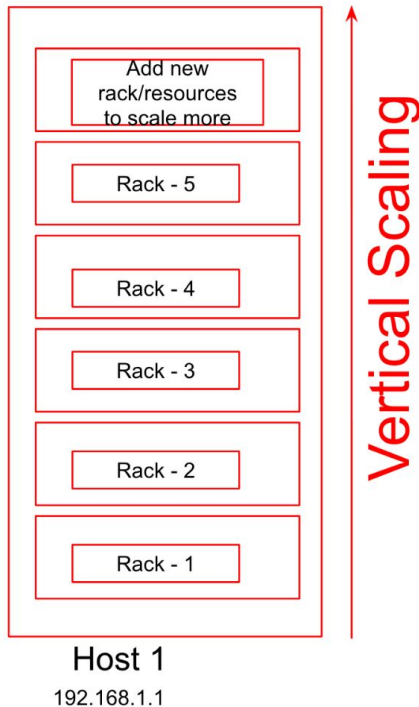 Add new
rack/resources
to scale more
Rack - 5
Rack - 4
Rack - 3
Rack - 2
Rack - 1
Vertical Scaling
Host 1
192.168.1.1